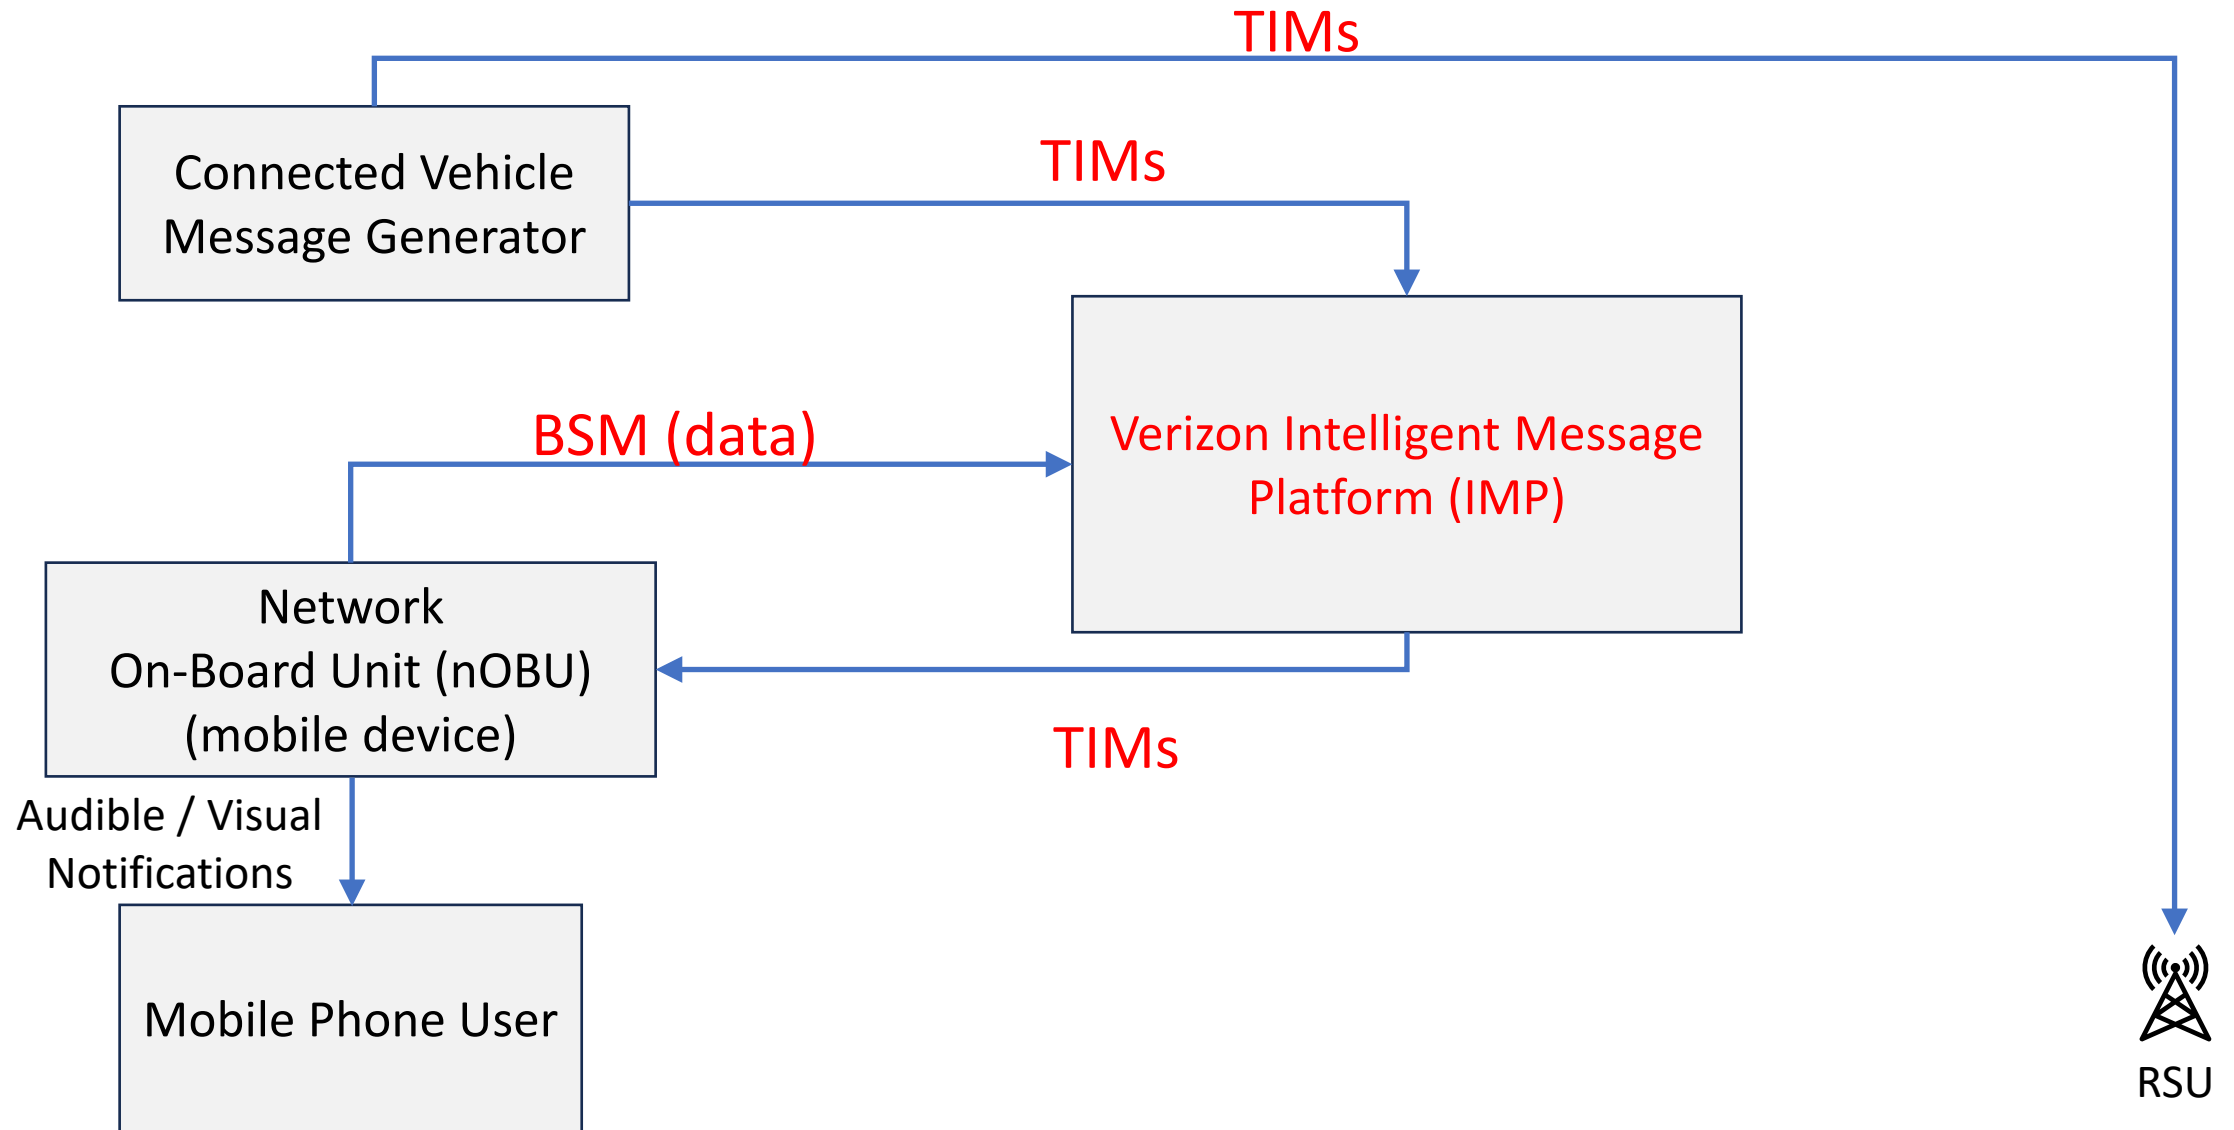 TIMs
Connected Vehicle
Message Generator
TIMs
BSM (data)
Verizon Intelligent Message
Platform (IMP)
Network
On-Board Unit (nOBU)
(mobile device)
TIMs
Audible / Visual
Notifications
Mobile Phone User
RSU